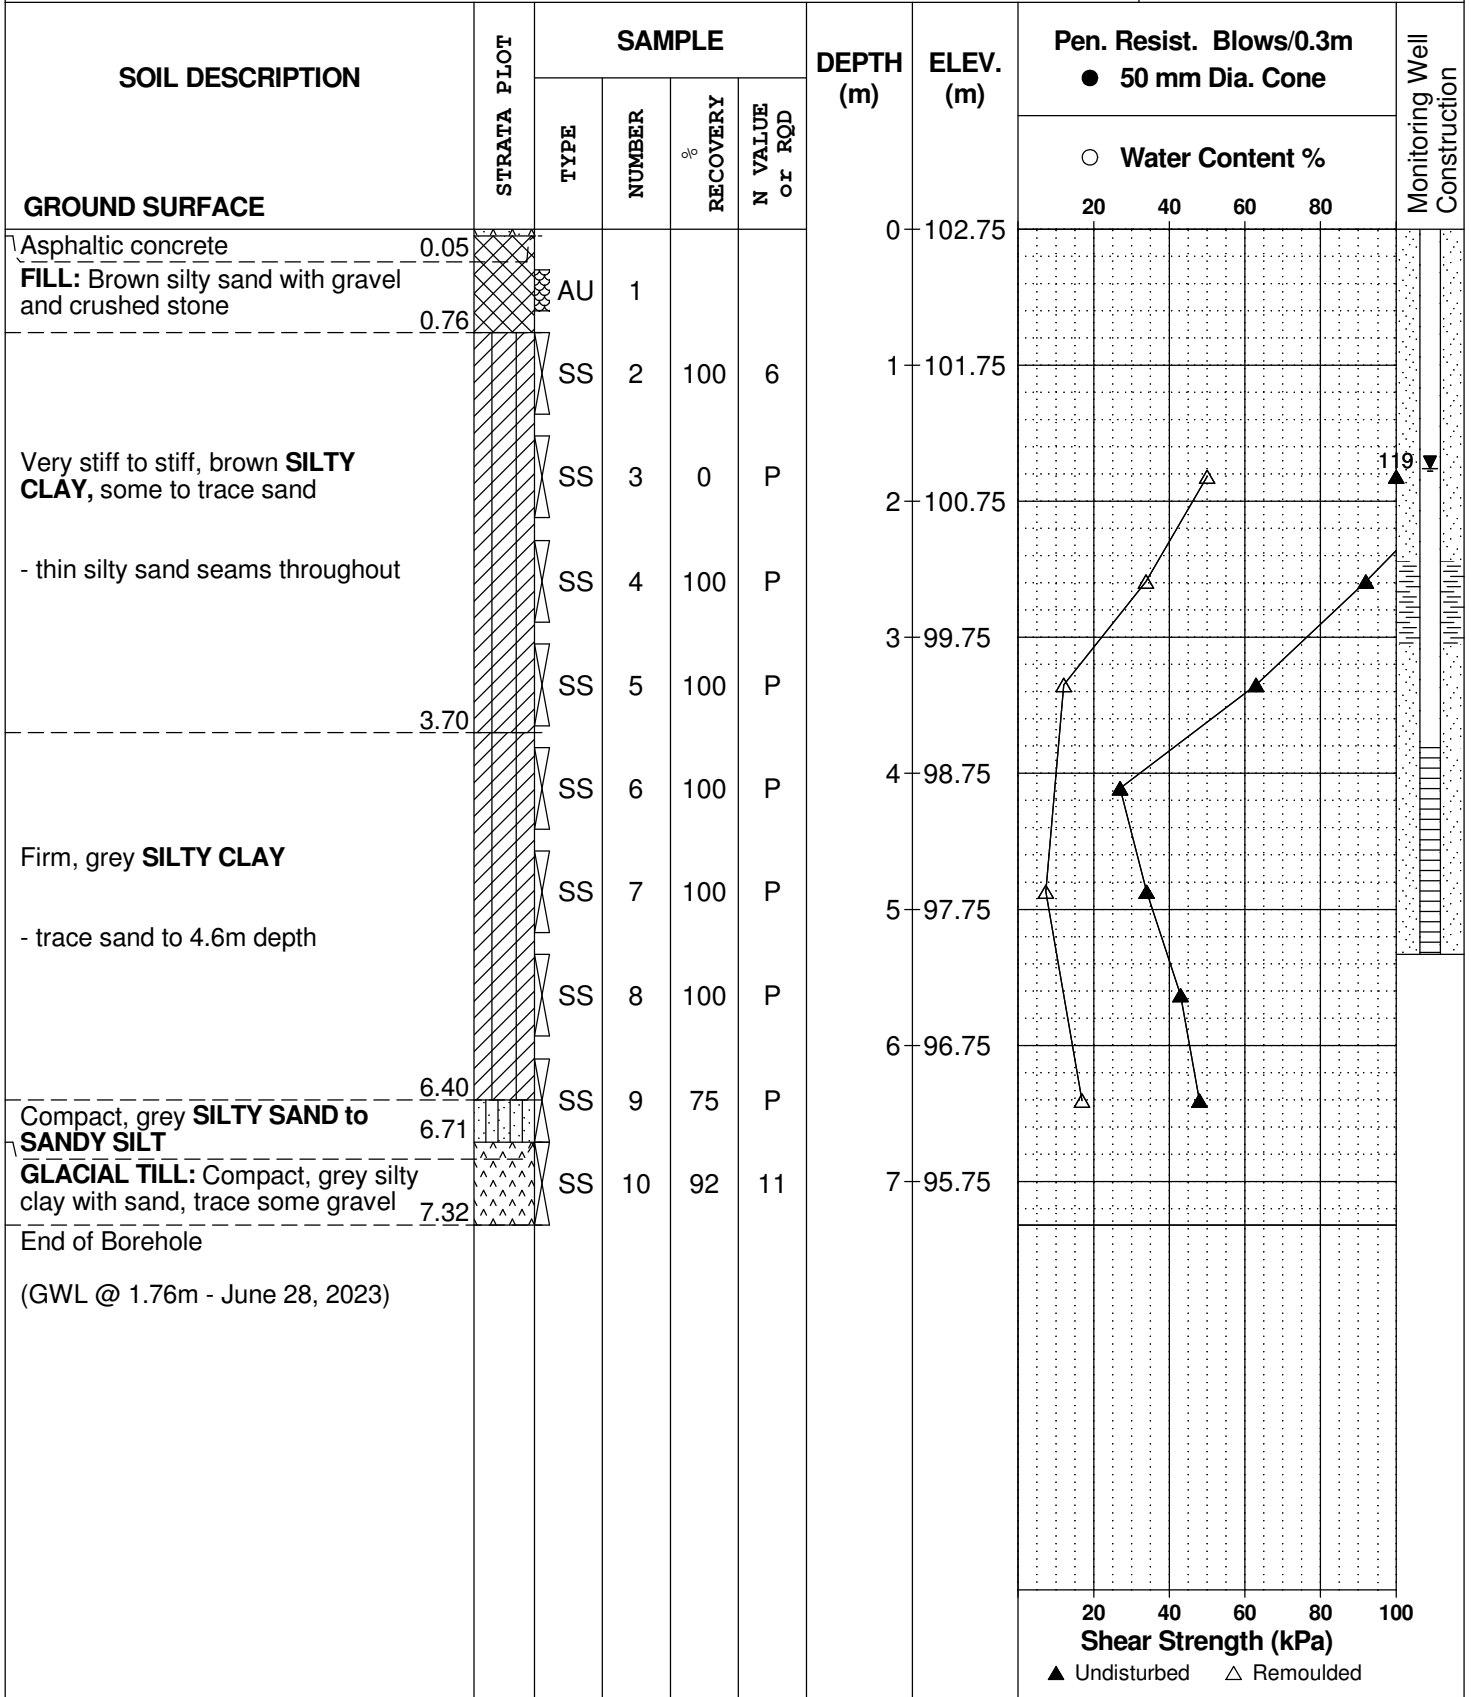 SOIL DESCRIPTION
GROUND SURFACE
STRATA PLOT
SAMPLE
TYPE
NUMBER
% RECOVERY
N VALUE or RQD
DEPTH (m)
ELEV. (m)
Pen. Resist. Blows/0.3m
● 50 mm Dia. Cone
○ Water Content %
20 40 60 80
Monitoring Well Construction
0 102.75
Asphaltic concrete 0.05
FILL: Brown silty sand with gravel
and crushed stone
0.76
AU 1
SS 2 100 6
1 101.75
Very stiff to stiff, brown SILTY
CLAY, some to trace sand
SS 3 0 P
119
2 100.75
- thin silty sand seams throughout
SS 4 100 P
3 99.75
SS 5 100 P
3.70
4 98.75
SS 6 100 P
Firm, grey SILTY CLAY
SS 7 100 P
5 97.75
- trace sand to 4.6m depth
SS 8 100 P
6 96.75
6.40
SS 9 75 P
Compact, grey SILTY SAND to
SANDY SILT
6.71
GLACIAL TILL: Compact, grey silty
clay with sand, trace some gravel
7.32
SS 10 92 11
7 95.75
End of Borehole
(GWL @ 1.76m - June 28, 2023)
20 40 60 80 100
Shear Strength (kPa)
▲ Undisturbed △ Remoulded